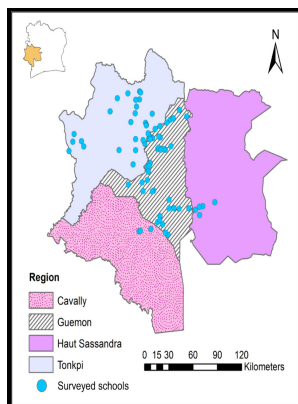 N
Region
Cavally
Guemon
Haut Sassandra
Tonkpi
Surveyed schools
0 15 30 60 90 120
Kilometers